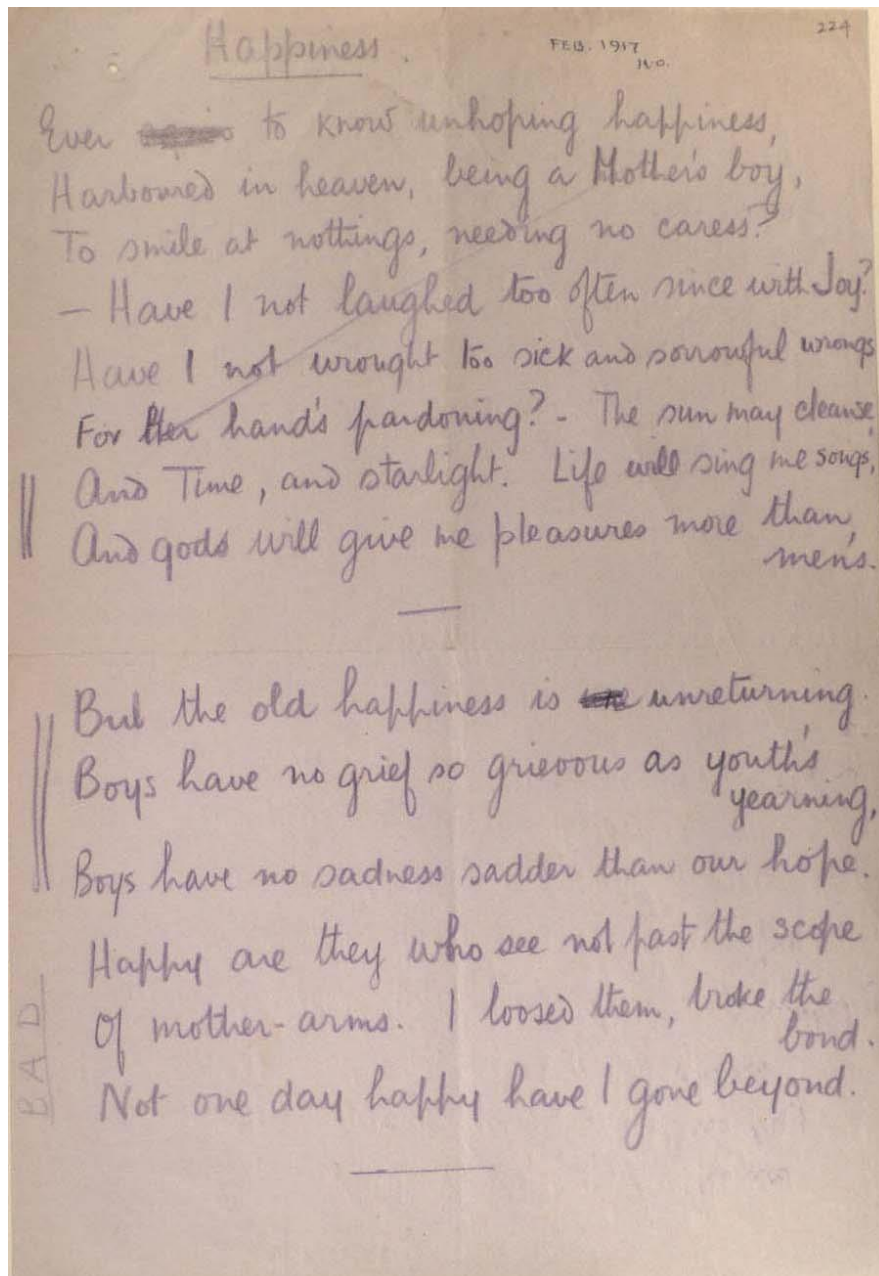 224
Happiness.
FEB. 1917
Ever to know unhoping happiness,
Harboured in heaven, being a Mother's boy,
To smile at nothings, needing no caress?
— Have I not laughed too often since with Joy?
Have I not wrought too sick and sorrowful wrongs
For her hand's pardoning? - The sun may cleanse,
And Time, and starlight. Life will sing me songs,
And gods will give me pleasures more than
men's.
But the old happiness is unreturning.
Boys have no grief so grievous as youth's
yearning,
Boys have no sadness sadder than our hope.
Happy are they who see not past the scope
Of mother-arms. I loosed them, broke the
bond.
Not one day happy have I gone beyond.
BAD